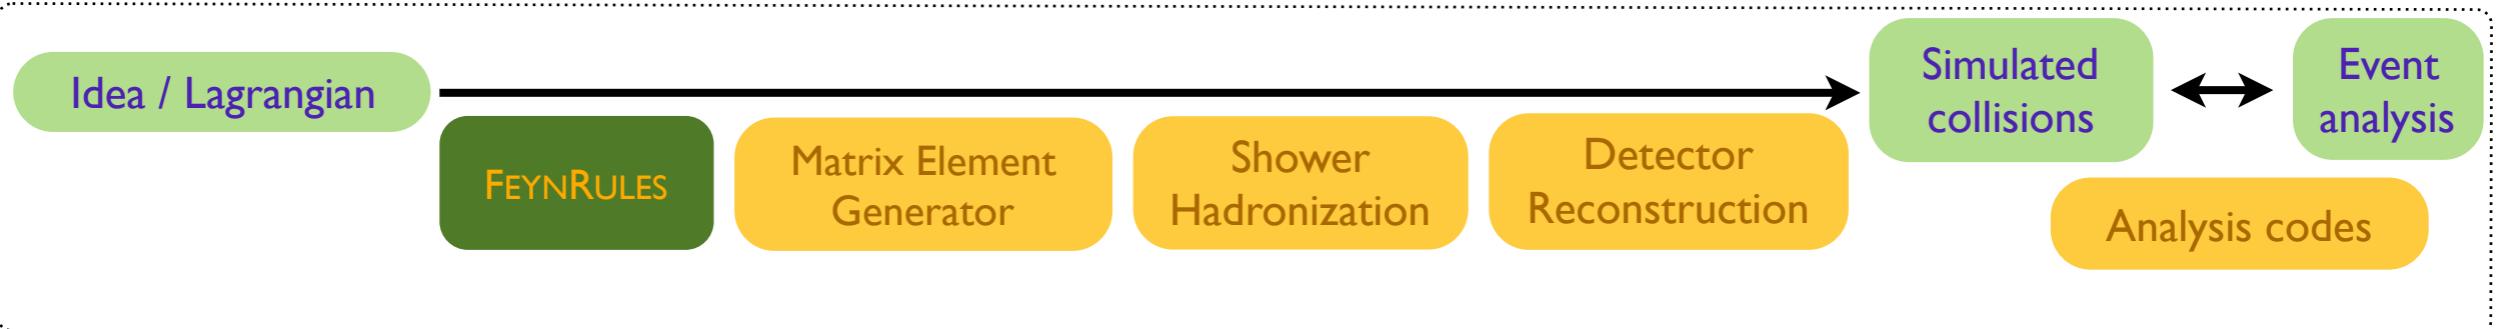 Idea / Lagrangian
FEYNRULES
Matrix Element
Generator
Shower
Hadronization
Detector
Reconstruction
Simulated
collisions
Event
analysis
Analysis codes